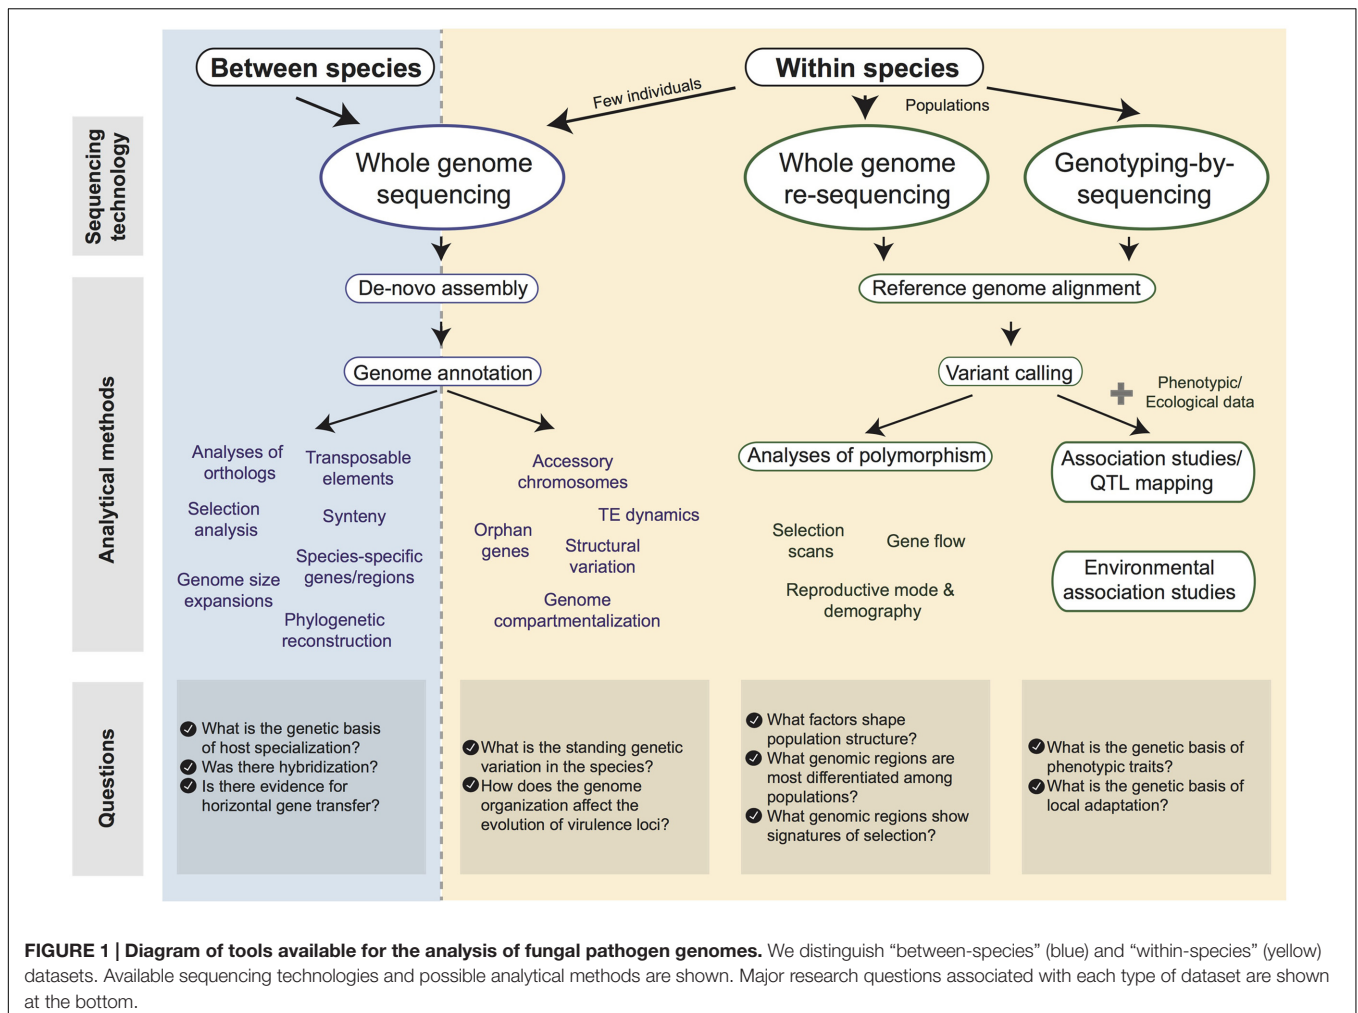 Between species
Within species
Few individuals
Populations
Sequencing
technology
Whole genome
sequencing
Whole genome
re-sequencing
Genotyping-by-
sequencing
Analytical methods
De-novo assembly
Reference genome alignment
Genome annotation
Variant calling
Phenotypic/
Ecological data
Analyses of
orthologs
Transposable
elements
Selection
analysis
Synteny
Species-specific
genes/regions
Genome size
expansions
Phylogenetic
reconstruction
Accessory
chromosomes
TE dynamics
Orphan
genes
Structural
variation
Genome
compartmentalization
Analyses of polymorphism
Selection
scans
Gene flow
Reproductive mode &
demography
Association studies/
QTL mapping
Environmental
association studies
Questions
What is the genetic basis
of host specialization?
Was there hybridization?
Is there evidence for
horizontal gene transfer?
What is the standing genetic
variation in the species?
How does the genome
organization affect the
evolution of virulence loci?
What factors shape
population structure?
What genomic regions are
most differentiated among
populations?
What genomic regions show
signatures of selection?
What is the genetic basis of
phenotypic traits?
What is the genetic basis of
local adaptation?
FIGURE 1 | Diagram of tools available for the analysis of fungal pathogen genomes. We distinguish “between-species” (blue) and “within-species” (yellow)
datasets. Available sequencing technologies and possible analytical methods are shown. Major research questions associated with each type of dataset are shown
at the bottom.